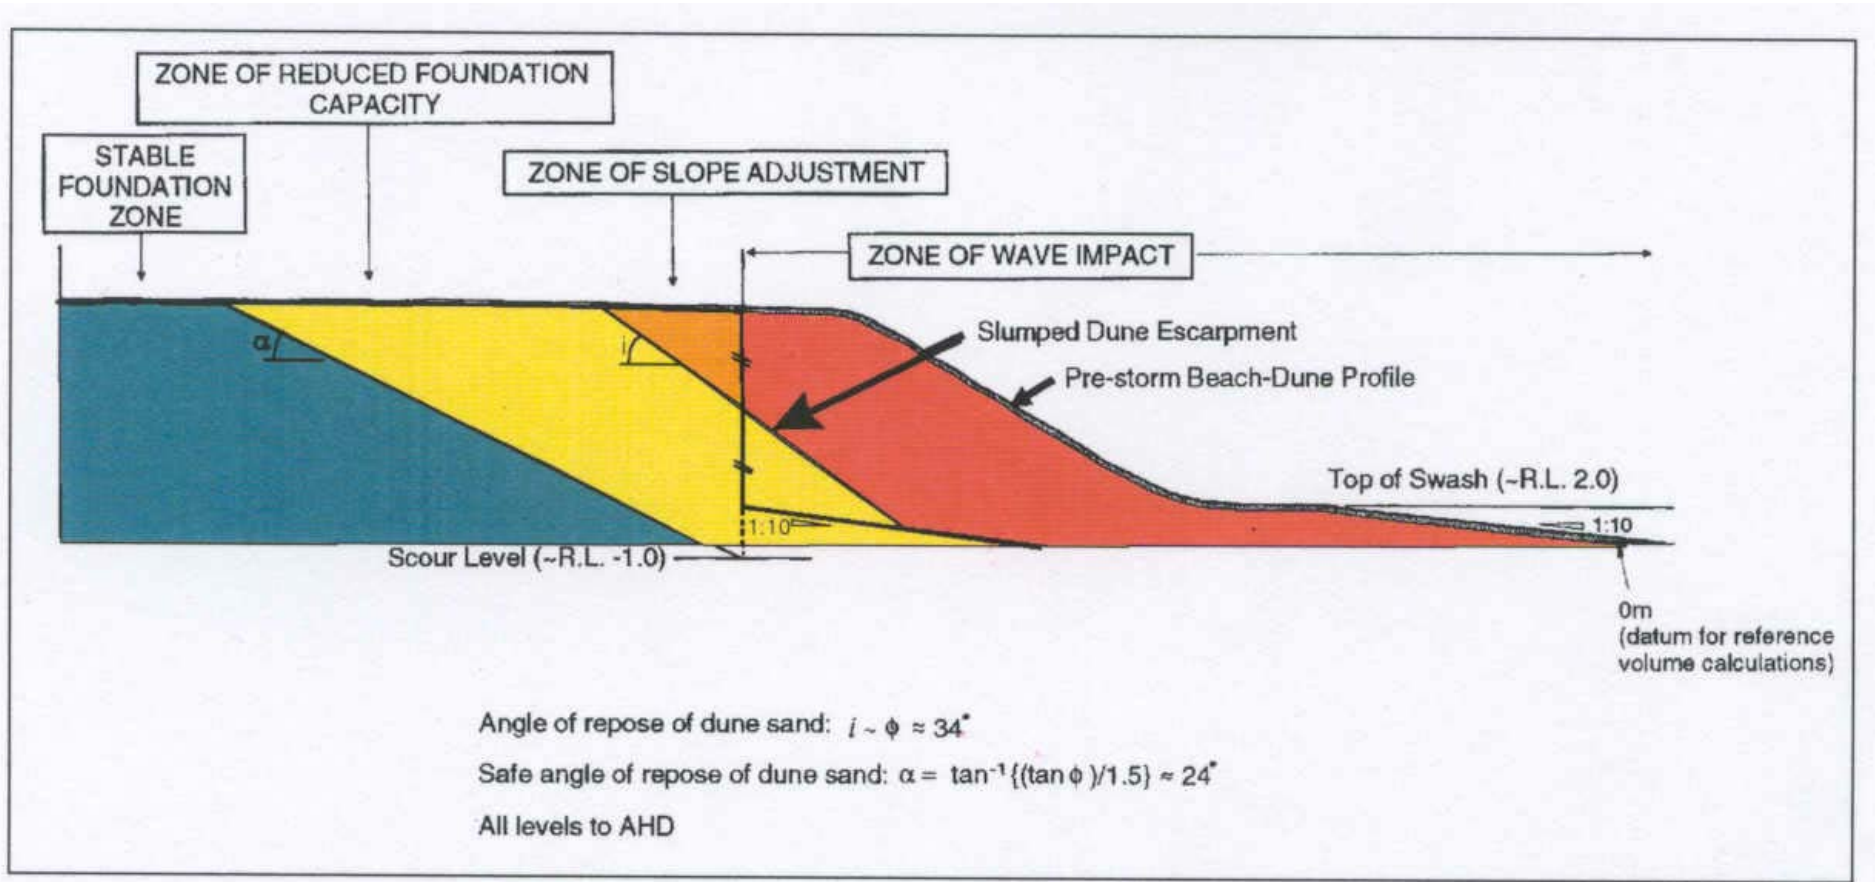 ZONE OF REDUCED FOUNDATION
CAPACITY
STABLE
FOUNDATION
ZONE
ZONE OF SLOPE ADJUSTMENT
ZONE OF WAVE IMPACT
α
i
Slumped Dune Escarpment
Pre-storm Beach-Dune Profile
Top of Swash (~R.L. 2.0)
1:10
1:10
Scour Level (~R.L. -1.0)
0m
(datum for reference
volume calculations)
Angle of repose of dune sand: i ~ ϕ ≈ 34°
Safe angle of repose of dune sand: α = tan⁻¹{(tan ϕ)/1.5} ≈ 24°
All levels to AHD